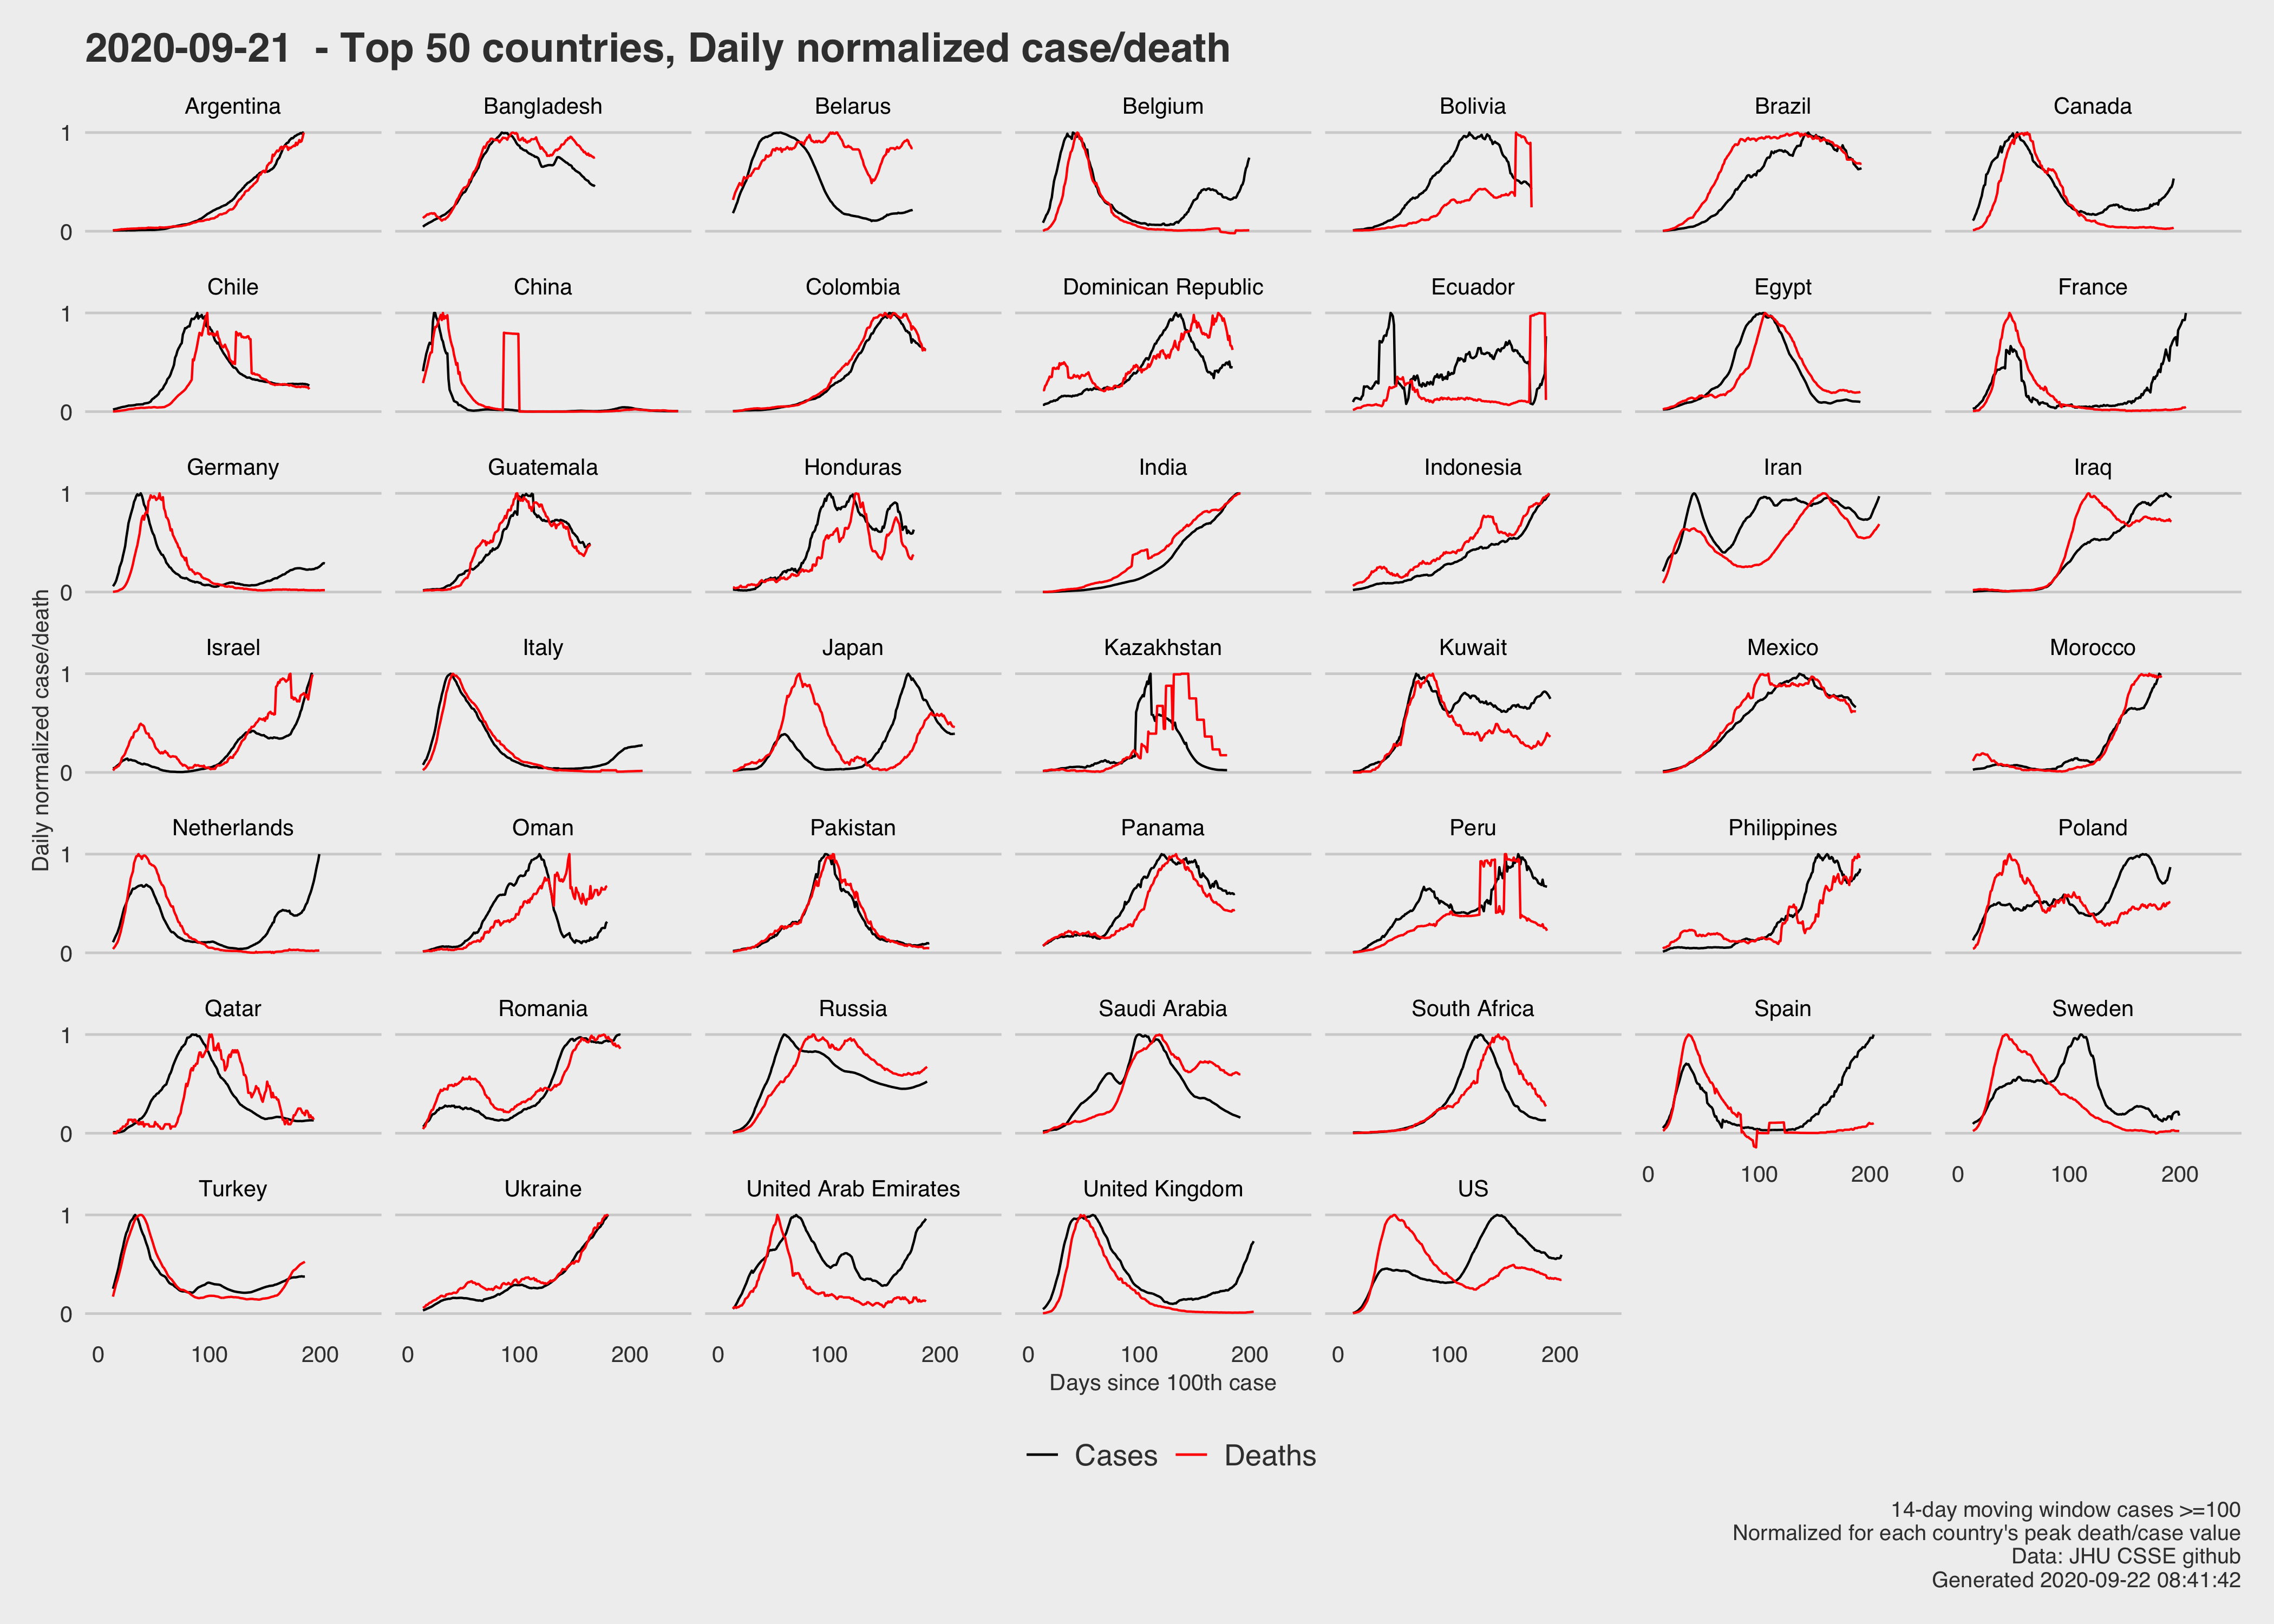 2020-09-21  - Top 50 countries, Daily normalized case/death
Argentina Bangladesh Belarus Belgium Bolivia Brazil Canada
1
0
Chile China Colombia Dominican Republic Ecuador Egypt France
1
0
Germany Guatemala Honduras India Indonesia Iran Iraq
1
0
Israel Italy Japan Kazakhstan Kuwait Mexico Morocco
1
0
Daily normalized case/death
Netherlands Oman Pakistan Panama Peru Philippines Poland
1
0
Qatar Romania Russia Saudi Arabia South Africa Spain Sweden
1
0
0 100 200 0 100 200
Turkey Ukraine United Arab Emirates United Kingdom US
1
0
0 100 200 0 100 200 0 100 200 0 100 200 0 100 200
Days since 100th case
Cases Deaths
14-day moving window cases >=100
Normalized for each country's peak death/case value
Data: JHU CSSE github
Generated 2020-09-22 08:41:42